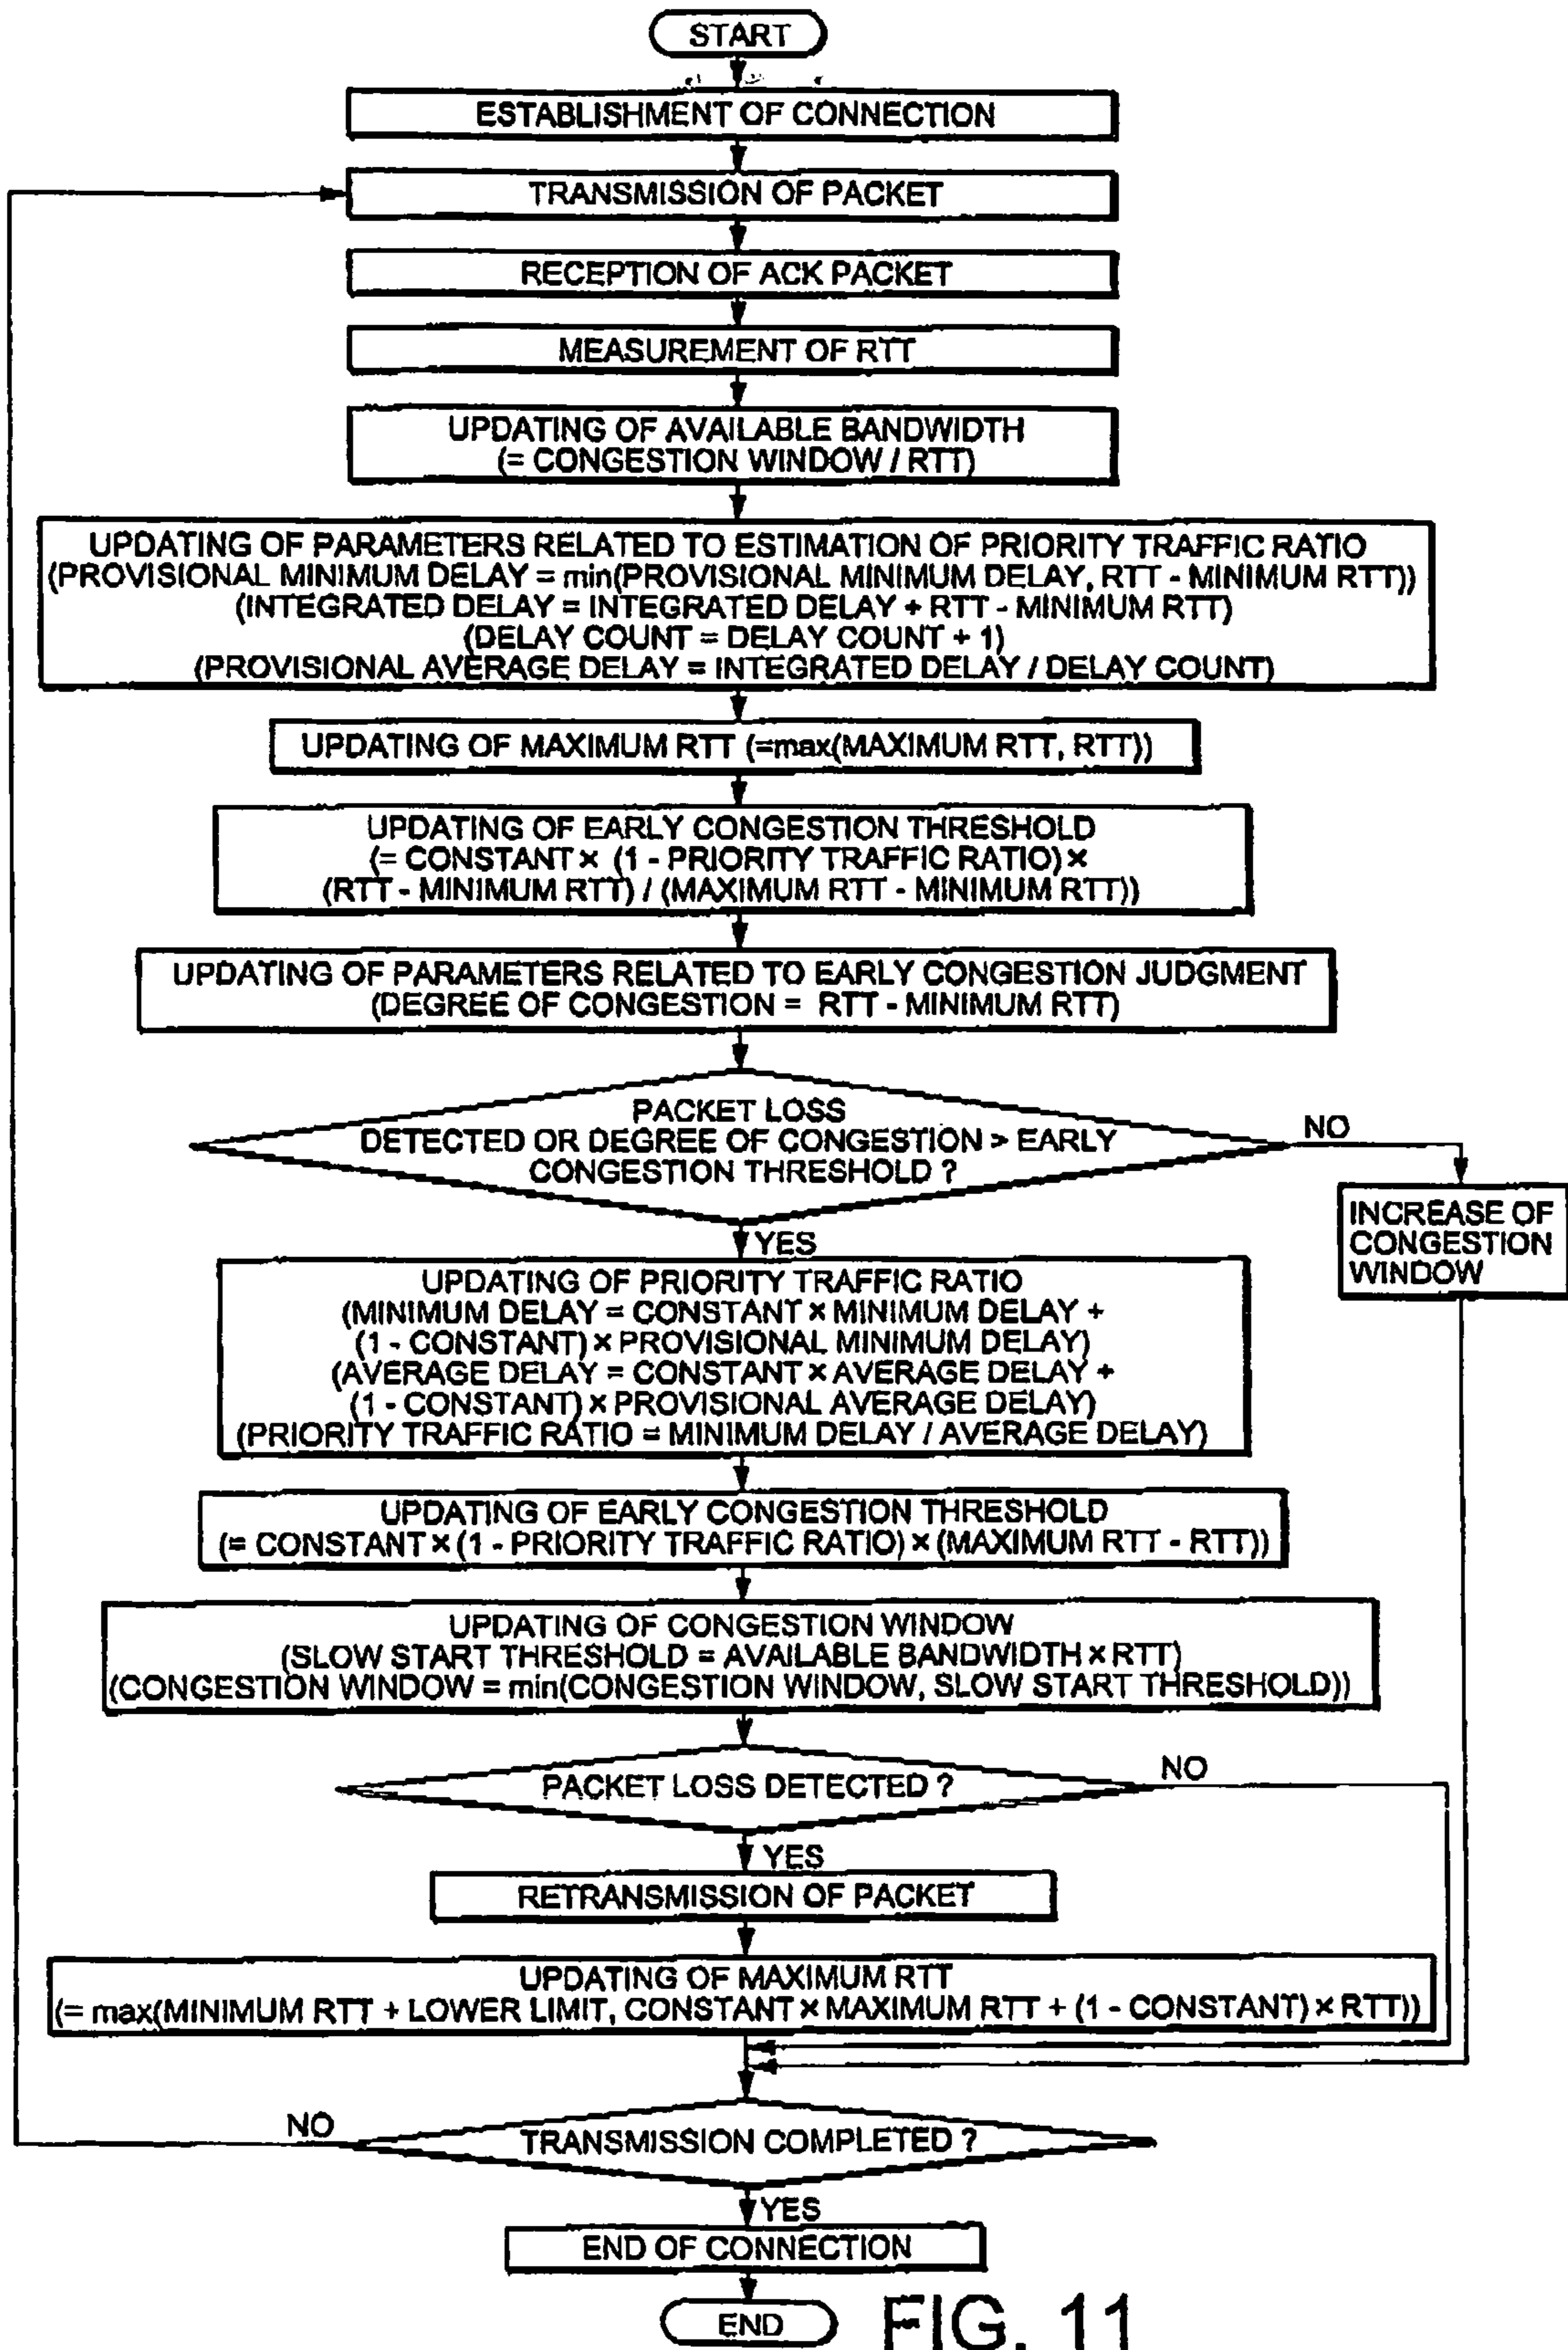 START
ESTABLISHMENT OF CONNECTION
TRANSMISSION OF PACKET
RECEPTION OF ACK PACKET
MEASUREMENT OF RTT
UPDATING OF AVAILABLE BANDWIDTH
(= CONGESTION WINDOW / RTT)
UPDATING OF PARAMETERS RELATED TO ESTIMATION OF PRIORITY TRAFFIC RATIO
(PROVISIONAL MINIMUM DELAY = min(PROVISIONAL MINIMUM DELAY, RTT - MINIMUM RTT))
(INTEGRATED DELAY = INTEGRATED DELAY + RTT - MINIMUM RTT)
(DELAY COUNT = DELAY COUNT + 1)
(PROVISIONAL AVERAGE DELAY = INTEGRATED DELAY / DELAY COUNT)
UPDATING OF MAXIMUM RTT (=max(MAXIMUM RTT, RTT))
UPDATING OF EARLY CONGESTION THRESHOLD
(= CONSTANT × (1 - PRIORITY TRAFFIC RATIO) ×
(RTT - MINIMUM RTT) / (MAXIMUM RTT - MINIMUM RTT))
UPDATING OF PARAMETERS RELATED TO EARLY CONGESTION JUDGMENT
(DEGREE OF CONGESTION = RTT - MINIMUM RTT)
PACKET LOSS
DETECTED OR DEGREE OF CONGESTION > EARLY
CONGESTION THRESHOLD ?
NO
INCREASE OF
CONGESTION
WINDOW
YES
UPDATING OF PRIORITY TRAFFIC RATIO
(MINIMUM DELAY = CONSTANT × MINIMUM DELAY +
(1 - CONSTANT) × PROVISIONAL MINIMUM DELAY)
(AVERAGE DELAY = CONSTANT × AVERAGE DELAY +
(1 - CONSTANT) × PROVISIONAL AVERAGE DELAY)
(PRIORITY TRAFFIC RATIO = MINIMUM DELAY / AVERAGE DELAY)
UPDATING OF EARLY CONGESTION THRESHOLD
(= CONSTANT × (1 - PRIORITY TRAFFIC RATIO) × (MAXIMUM RTT - RTT))
UPDATING OF CONGESTION WINDOW
(SLOW START THRESHOLD = AVAILABLE BANDWIDTH × RTT)
(CONGESTION WINDOW = min(CONGESTION WINDOW, SLOW START THRESHOLD))
PACKET LOSS DETECTED ?
NO
YES
RETRANSMISSION OF PACKET
UPDATING OF MAXIMUM RTT
(= max(MINIMUM RTT + LOWER LIMIT, CONSTANT × MAXIMUM RTT + (1 - CONSTANT) × RTT))
NO
TRANSMISSION COMPLETED ?
YES
END OF CONNECTION
END
FIG. 11